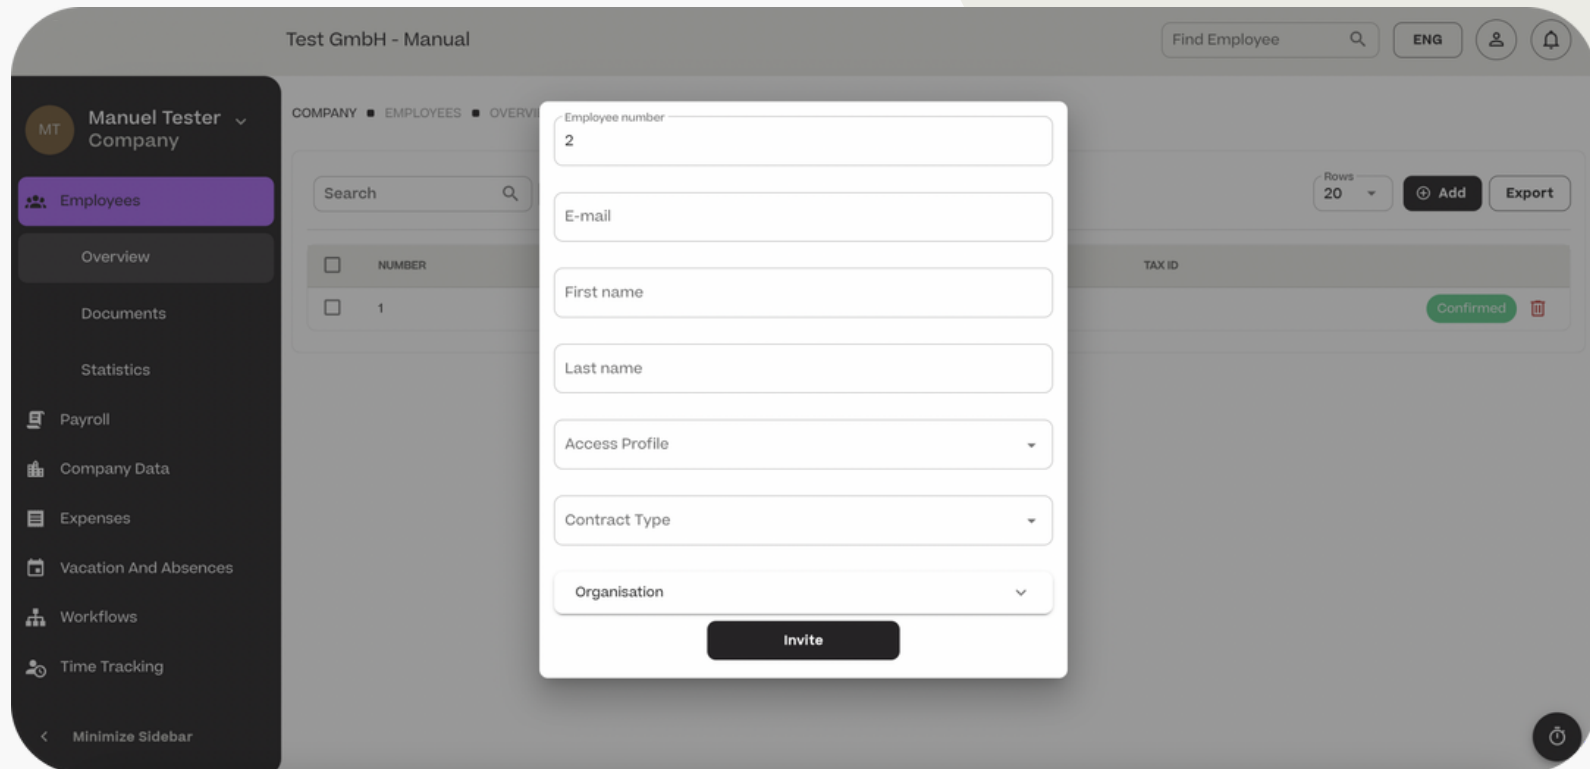 Test GmbH - Manual
Find Employee
ENG
MT
Manuel Tester
Company
Employees
Overview
Documents
Statistics
Payroll
Company Data
Expenses
Vacation And Absences
Workflows
Time Tracking
Minimize Sidebar
COMPANY ■ EMPLOYEES ■ OVERVI
Search
Rows
20
Add
Export
NUMBER
TAX ID
1
Confirmed
Employee number
2
E-mail
First name
Last name
Access Profile
Contract Type
Organisation
Invite